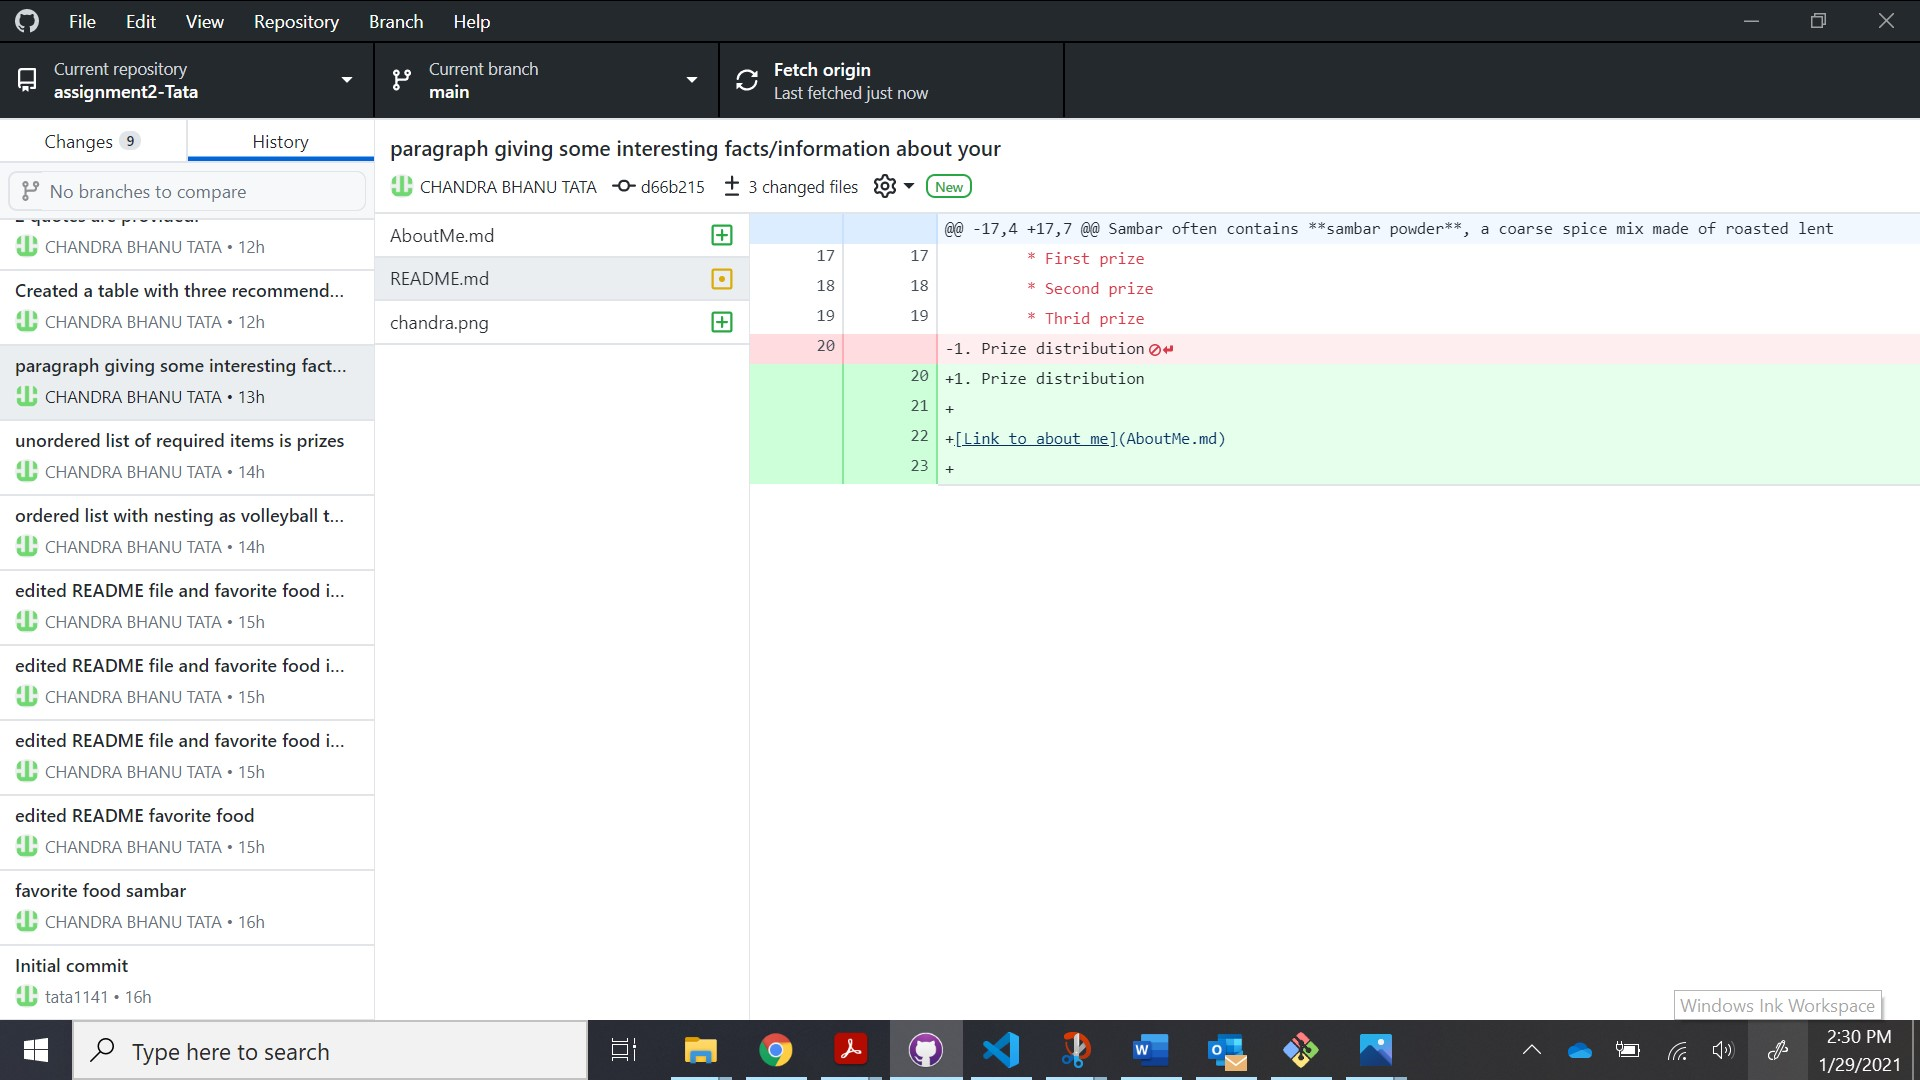 File Edit View Repository Branch Help
Current repository
assignment2-Tata
Current branch
main
Fetch origin
Last fetched just now
Changes 9
History
No branches to compare
2 quotes are provided.
CHANDRA BHANU TATA • 12h
Created a table with three recommend...
CHANDRA BHANU TATA • 12h
paragraph giving some interesting fact...
CHANDRA BHANU TATA • 13h
unordered list of required items is prizes
CHANDRA BHANU TATA • 14h
ordered list with nesting as volleyball t...
CHANDRA BHANU TATA • 14h
edited README file and favorite food i...
CHANDRA BHANU TATA • 15h
edited README file and favorite food i...
CHANDRA BHANU TATA • 15h
edited README file and favorite food i...
CHANDRA BHANU TATA • 15h
edited README favorite food
CHANDRA BHANU TATA • 15h
favorite food sambar
CHANDRA BHANU TATA • 16h
Initial commit
tata1141 • 16h
paragraph giving some interesting facts/information about your
CHANDRA BHANU TATA d66b215 3 changed files New
AboutMe.md
README.md
chandra.png
@@ -17,4 +17,7 @@ Sambar often contains **sambar powder**, a coarse spice mix made of roasted lent
17 17 * First prize
18 18 * Second prize
19 19 * Thrid prize
20 -1. Prize distribution
20 +1. Prize distribution
21 +
22 +[Link to about me](AboutMe.md)
23 +
Windows Ink Workspace
Type here to search
2:30 PM
1/29/2021